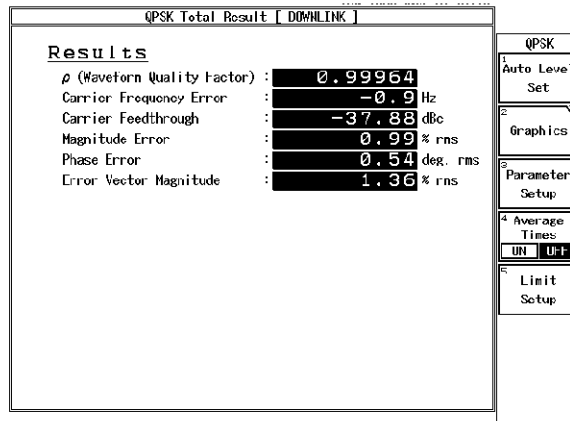 QPSK Total Result [ DOWNLINK ]
Results
ρ (Waveform Quality Factor) : 0.99964
Carrier Frequency Error : -0.9 Hz
Carrier Feedthrough : -37.88 dBc
Magnitude Error : 0.99 % rms
Phase Error : 0.54 deg. rms
Error Vector Magnitude : 1.36 % rms
QPSK
1
Auto Level
Set
2
Graphics
3
Parameter
Setup
4 Average
Times
ON OFF
5
Limit
Setup